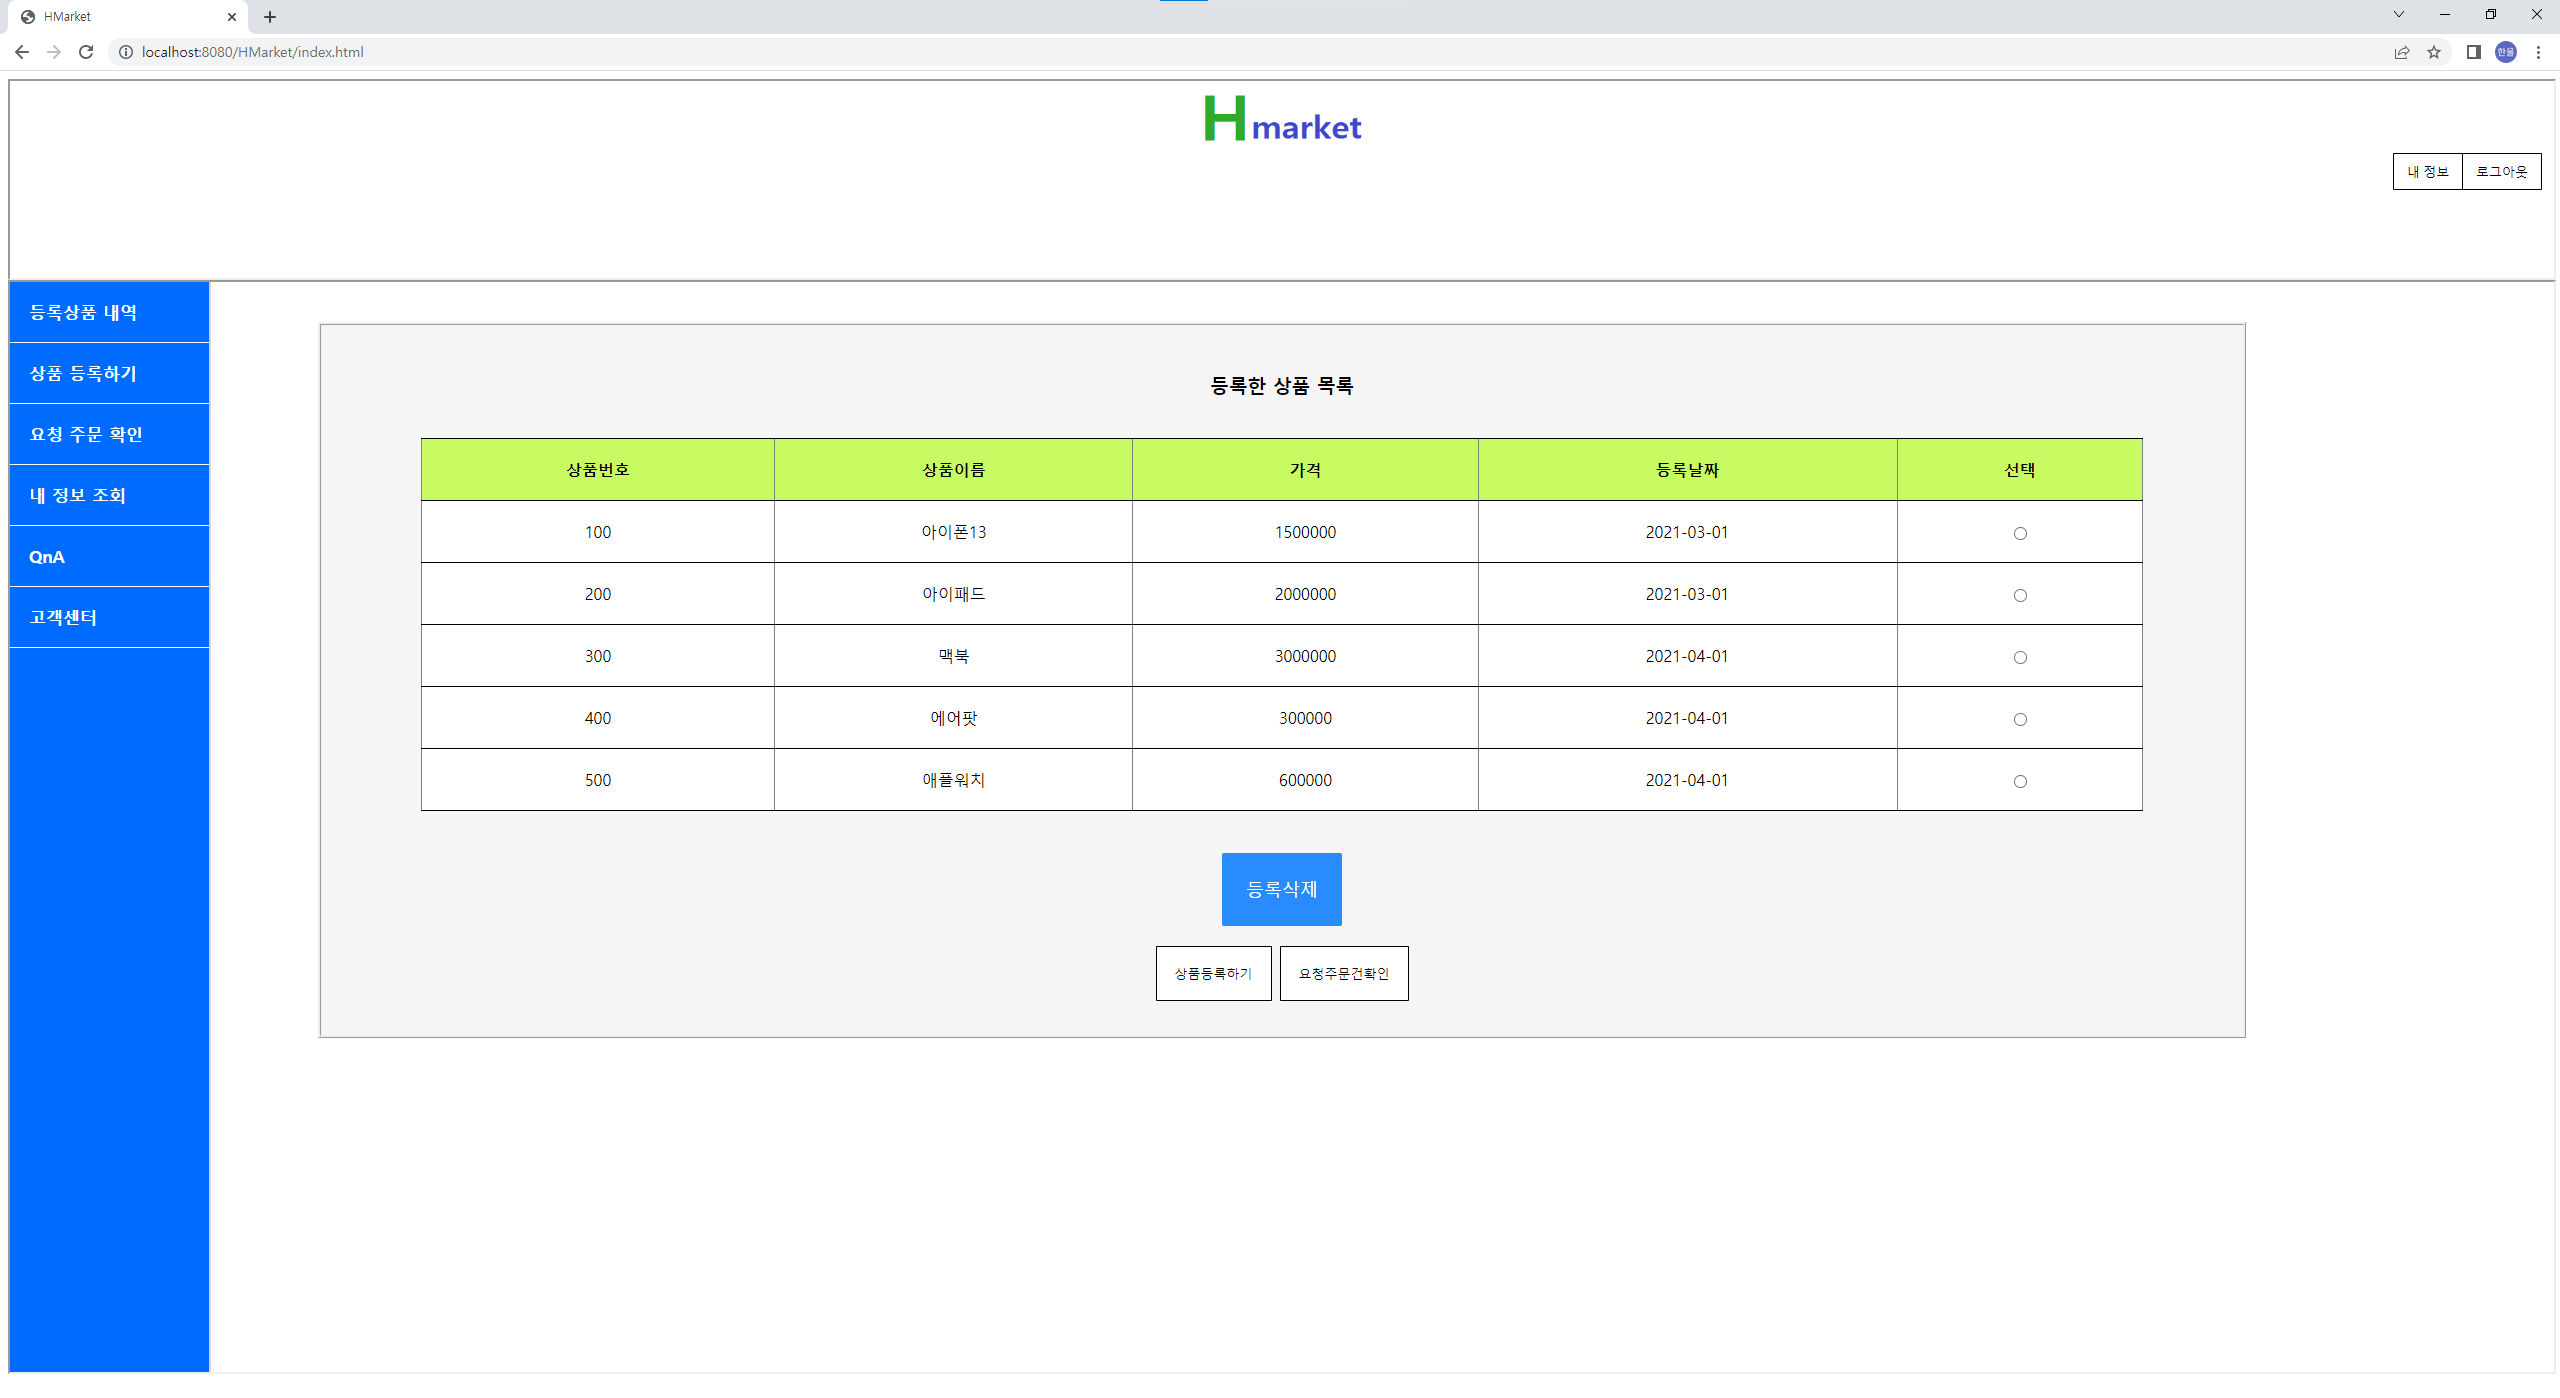 HMarket
localhost:8080/HMarket/index.html
한울
Hmarket
내 정보 로그아웃
등록상품 내역
상품 등록하기
요청 주문 확인
내 정보 조회
QnA
고객센터
등록한 상품 목록
상품번호 상품이름 가격 등록날짜 선택
100 아이폰13 1500000 2021-03-01
200 아이패드 2000000 2021-03-01
300 맥북 3000000 2021-04-01
400 에어팟 300000 2021-04-01
500 애플워치 600000 2021-04-01
등록삭제
상품등록하기 요청주문건확인